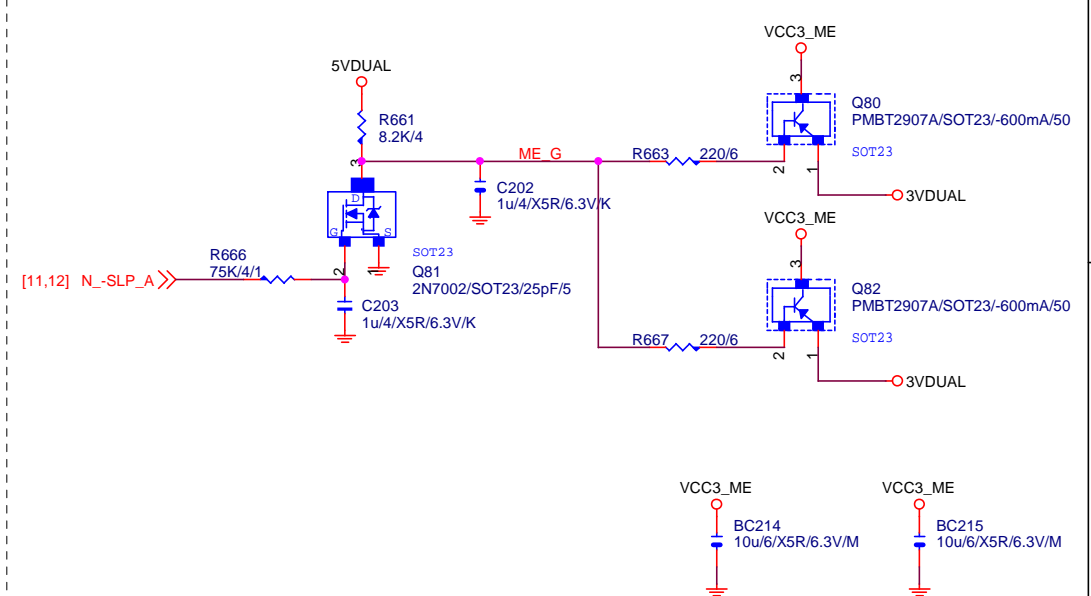 VCC3_ME
3
Q80
PMBT2907A/SOT23/-600mA/50
SOT23
2
1
3VDUAL
5VDUAL
R661
8.2K/4
3
ME_G
R663 220/6
C202
1u/4/X5R/6.3V/K
D
G
S
SOT23
Q81
2N7002/SOT23/25pF/5
2
1
[11,12] N_-SLP_A
R666
75K/4/1
C203
1u/4/X5R/6.3V/K
VCC3_ME
3
Q82
PMBT2907A/SOT23/-600mA/50
SOT23
R667 220/6
2
1
3VDUAL
VCC3_ME
BC214
10u/6/X5R/6.3V/M
VCC3_ME
BC215
10u/6/X5R/6.3V/M